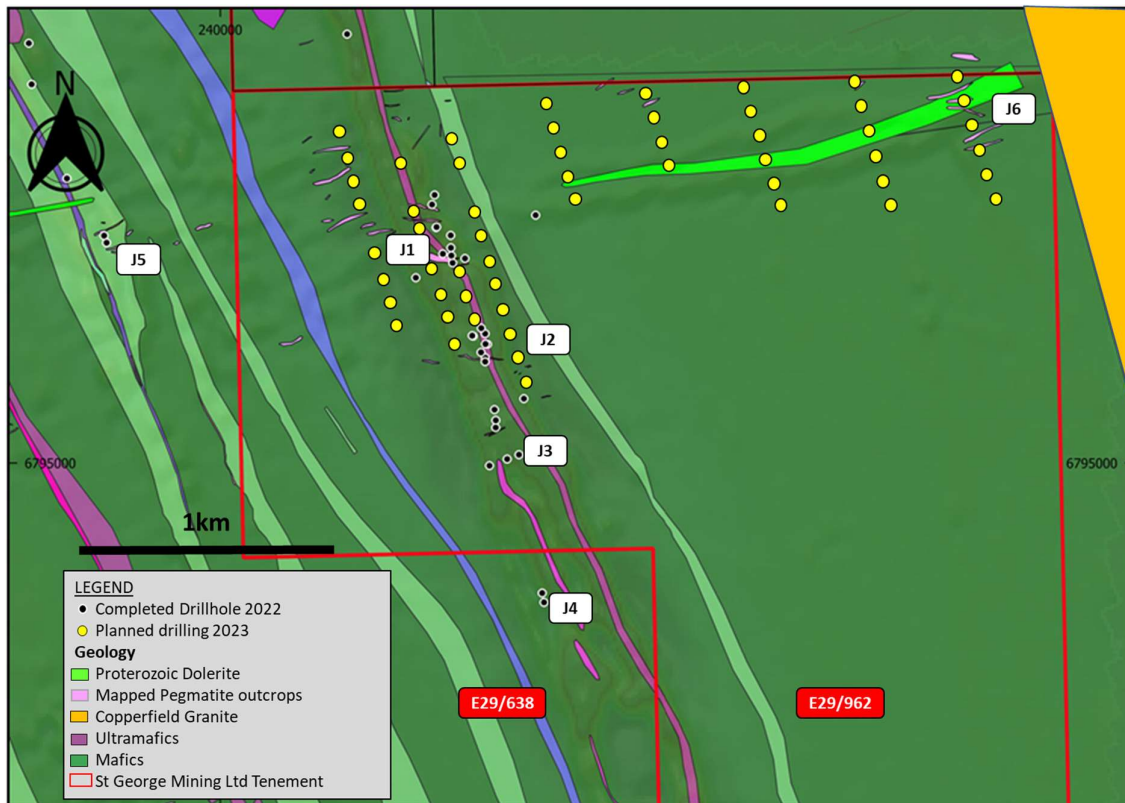 240000
N
J6
J1
J5
J2
6795000
6795000
J3
1km
J4
E29/638
E29/962
LEGEND
Completed Drillhole 2022
Planned drilling 2023
Geology
Proterozoic Dolerite
Mapped Pegmatite outcrops
Copperfield Granite
Ultramafics
Mafics
St George Mining Ltd Tenement